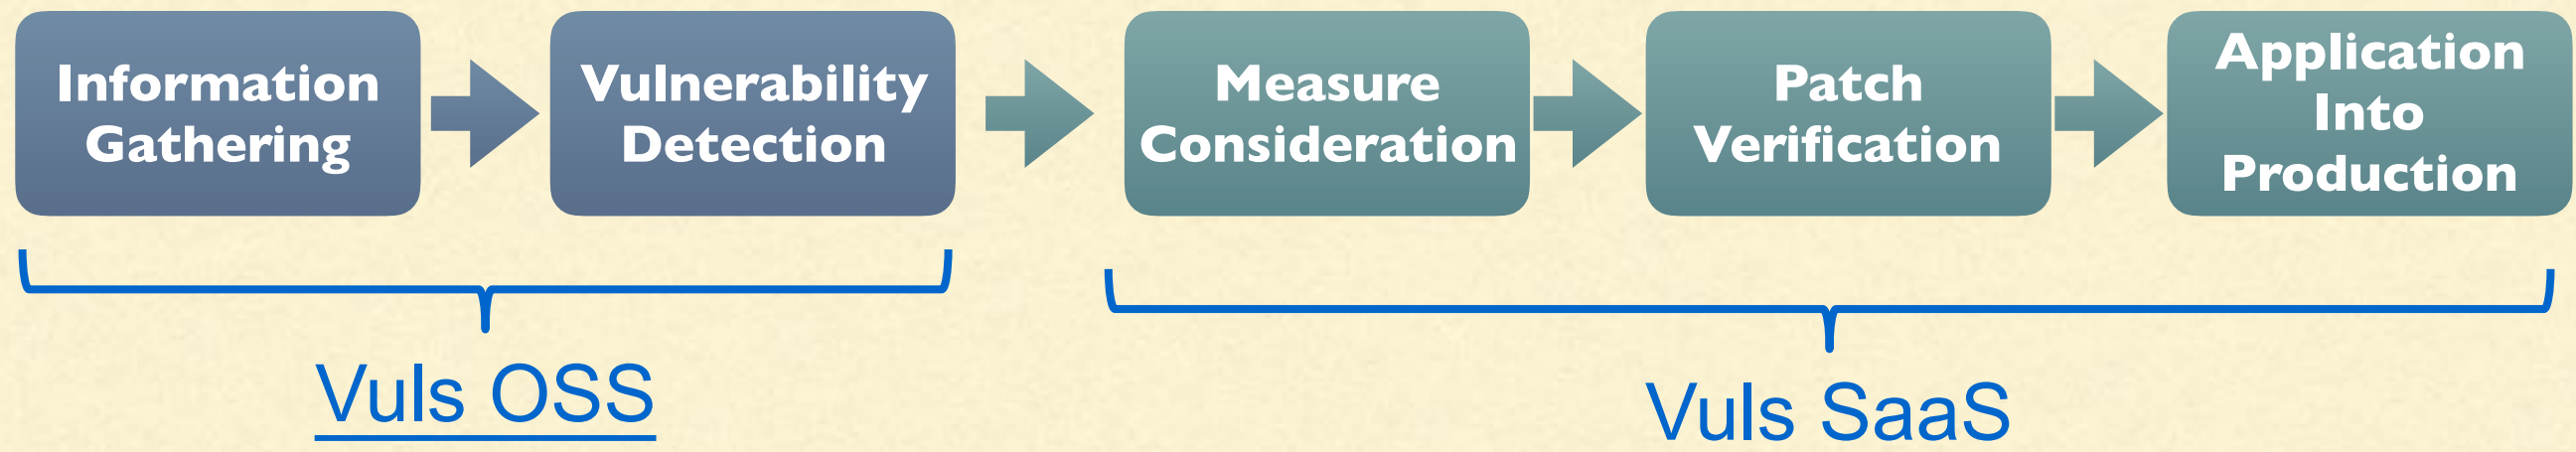 Information
Gathering
Vulnerability
Detection
Measure
Consideration
Patch
Verification
Application
Into
Production
Vuls OSS
Vuls SaaS